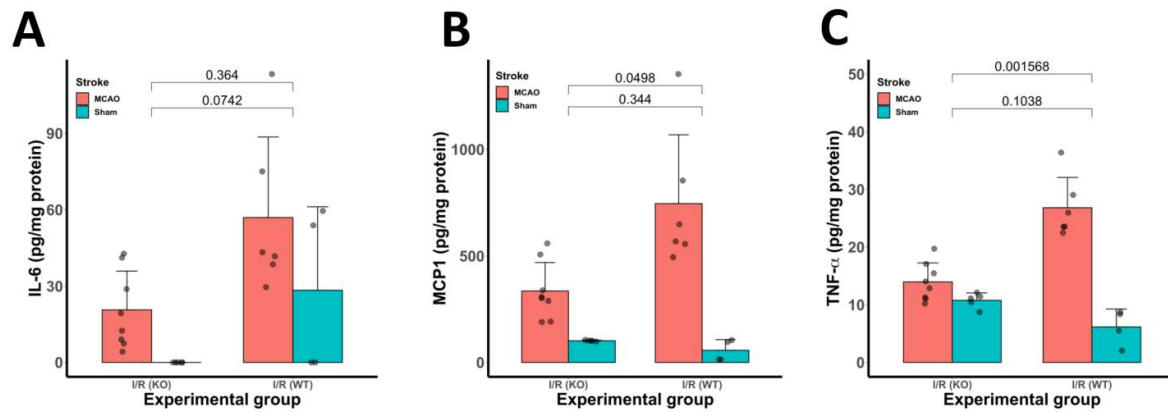 A
IL-6 (pg/mg protein)
90
60
30
0
Stroke
MCAO
Sham
0.364
0.0742
I/R (KO)
I/R (WT)
Experimental group
B
MCP1 (pg/mg protein)
1000
500
0
Stroke
MCAO
Sham
0.0498
0.344
I/R (KO)
I/R (WT)
Experimental group
C
TNF-α (pg/mg protein)
50
40
30
20
10
0
Stroke
MCAO
Sham
0.001568
0.1038
I/R (KO)
I/R (WT)
Experimental group